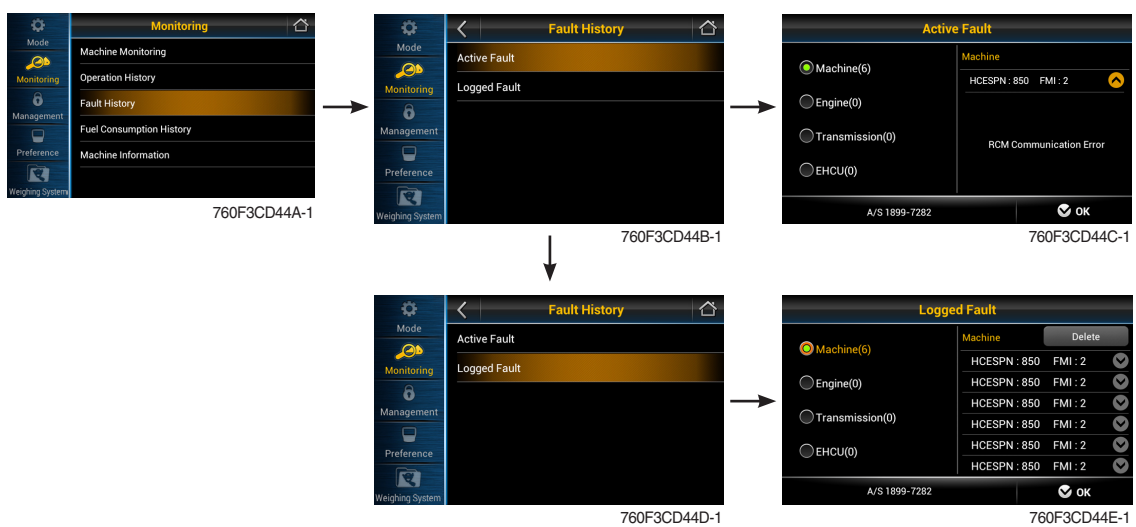 Monitoring
Mode
Monitoring
Management
Preference
Weighing System
Machine Monitoring
Operation History
Fault History
Fuel Consumption History
Machine Information
760F3CD44A-1
Fault History
Mode
Monitoring
Management
Preference
Weighing System
Active Fault
Logged Fault
760F3CD44B-1
Active Fault
Machine(6)
Engine(0)
Transmission(0)
EHCU(0)
Machine
HCESPN : 850 FMI : 2
RCM Communication Error
A/S 1899-7282
OK
760F3CD44C-1
Fault History
Mode
Monitoring
Management
Preference
Weighing System
Active Fault
Logged Fault
760F3CD44D-1
Logged Fault
Machine(6)
Engine(0)
Transmission(0)
EHCU(0)
Machine Delete
HCESPN : 850 FMI : 2
HCESPN : 850 FMI : 2
HCESPN : 850 FMI : 2
HCESPN : 850 FMI : 2
HCESPN : 850 FMI : 2
HCESPN : 850 FMI : 2
A/S 1899-7282
OK
760F3CD44E-1